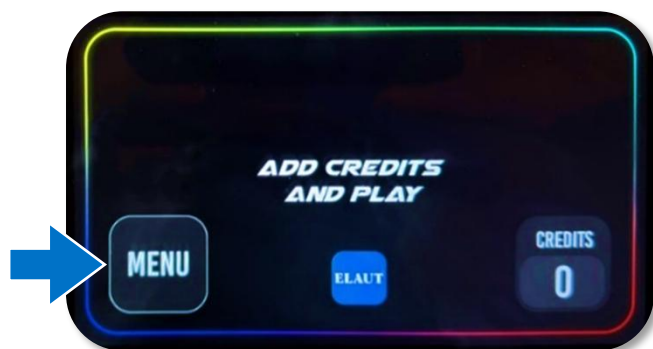 ADD CREDITS
AND PLAY
MENU
ELAUT
CREDITS
0